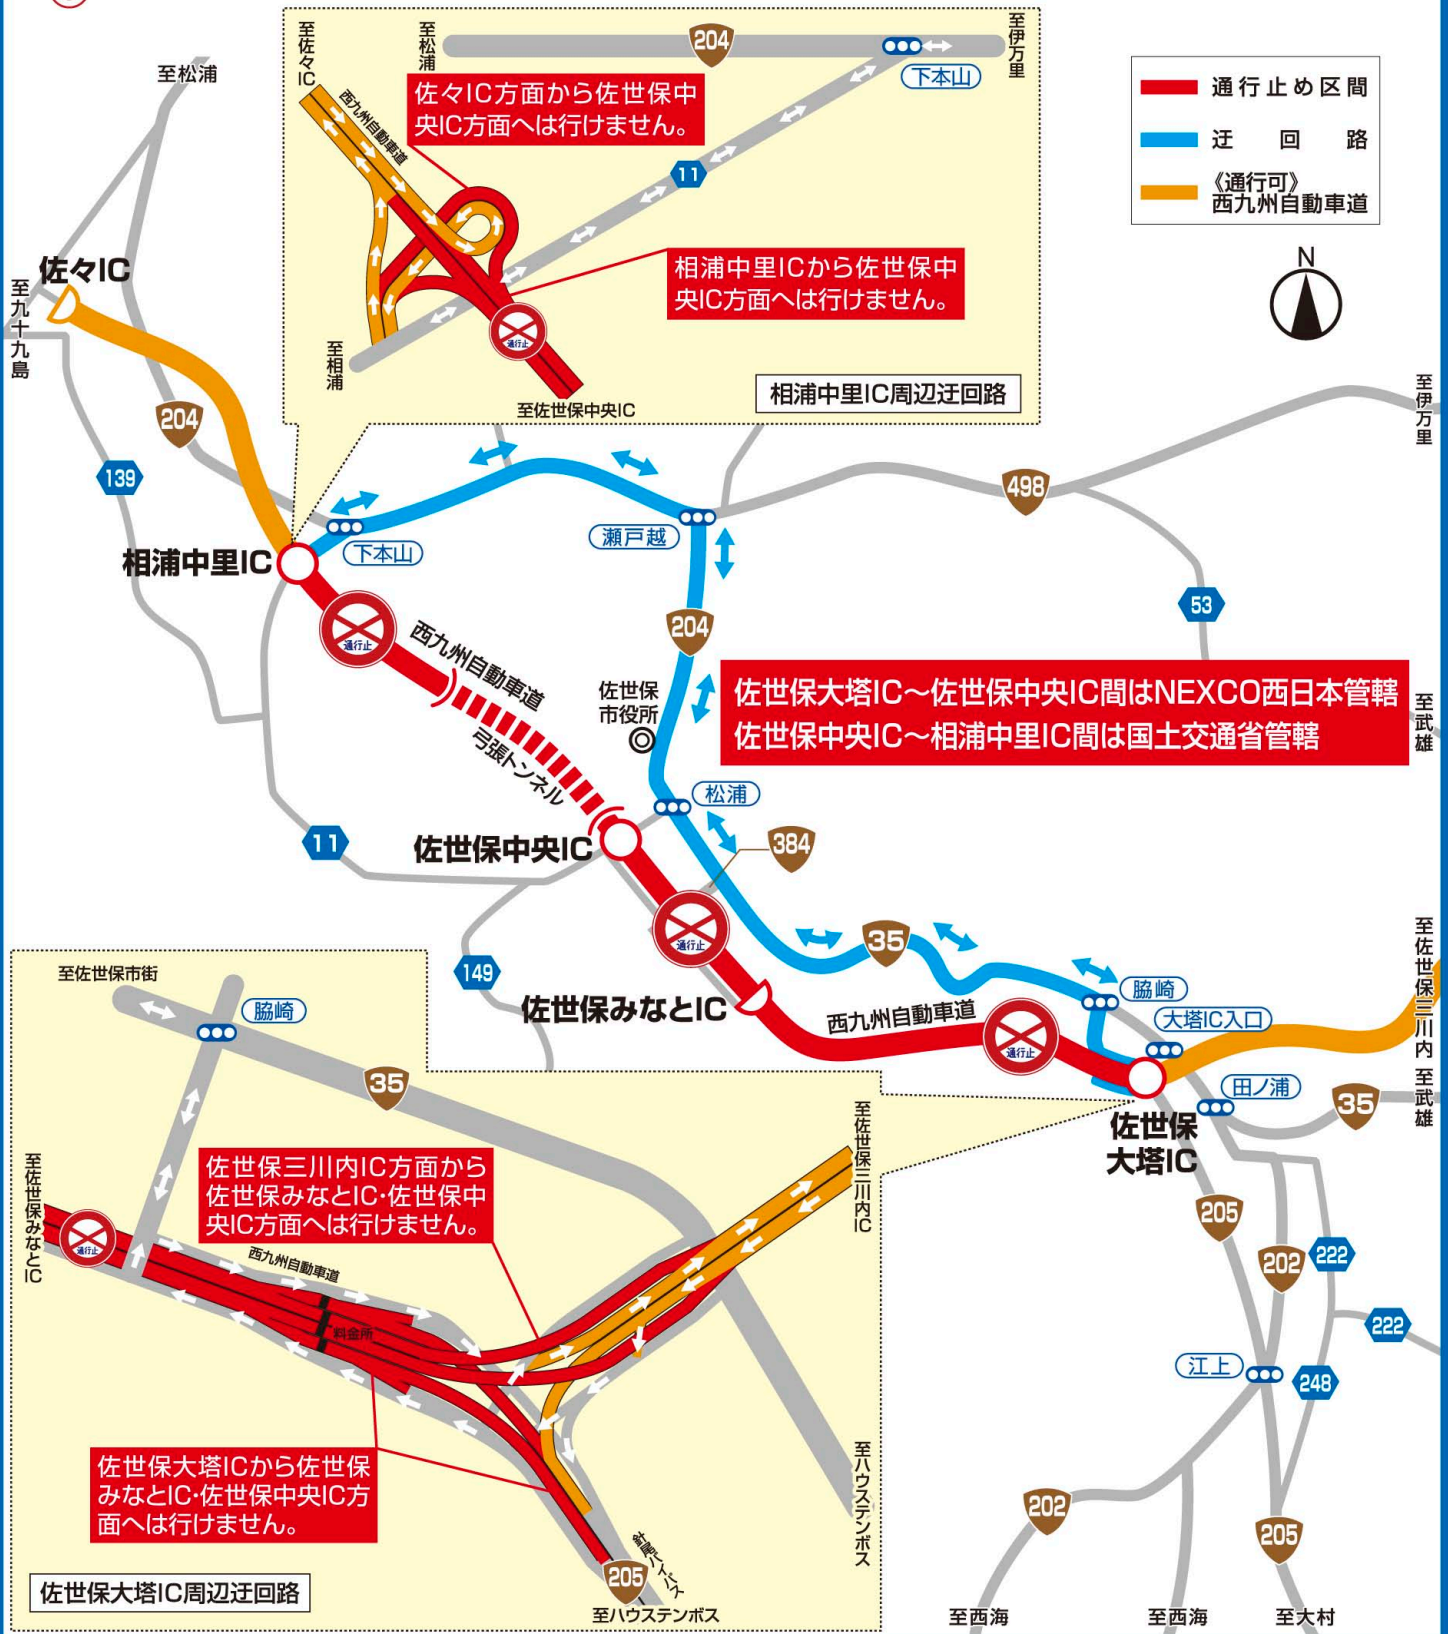 通行止め区間
迂回路
《通行可》
西九州自動車道
N
至佐々IC
至松浦
204
下本山
至伊万里
西九州自動車道
佐々IC方面から佐世保中
央IC方面へは行けません。
11
相浦中里ICから佐世保中
央IC方面へは行けません。
通行止
至相浦
至佐世保中央IC
相浦中里IC周辺迂回路
至松浦
佐々IC
至九十九島
204
139
相浦中里IC
下本山
瀬戸越
498
至伊万里
53
至武雄
通行止
西九州自動車道
弓張トンネル
204
佐世保
市役所
佐世保大塔IC〜佐世保中央IC間はNEXCO西日本管轄
佐世保中央IC〜相浦中里IC間は国土交通省管轄
松浦
384
11
佐世保中央IC
通行止
149
佐世保みなとIC
35
西九州自動車道
通行止
脇崎
大塔IC入口
田ノ浦
至佐世保三川内
至武雄
35
佐世保
大塔IC
205
202
222
222
248
江上
202
205
至西海
至西海
至大村
至佐世保市街
脇崎
35
至佐世保みなとIC
通行止
佐世保三川内IC方面から
佐世保みなとIC・佐世保中
央IC方面へは行けません。
至佐世保三川内IC
西九州自動車道
料金所
佐世保大塔ICから佐世保
みなとIC・佐世保中央IC方
面へは行けません。
針尾バイパス
205
至ハウステンボス
至ハウステンボス
佐世保大塔IC周辺迂回路